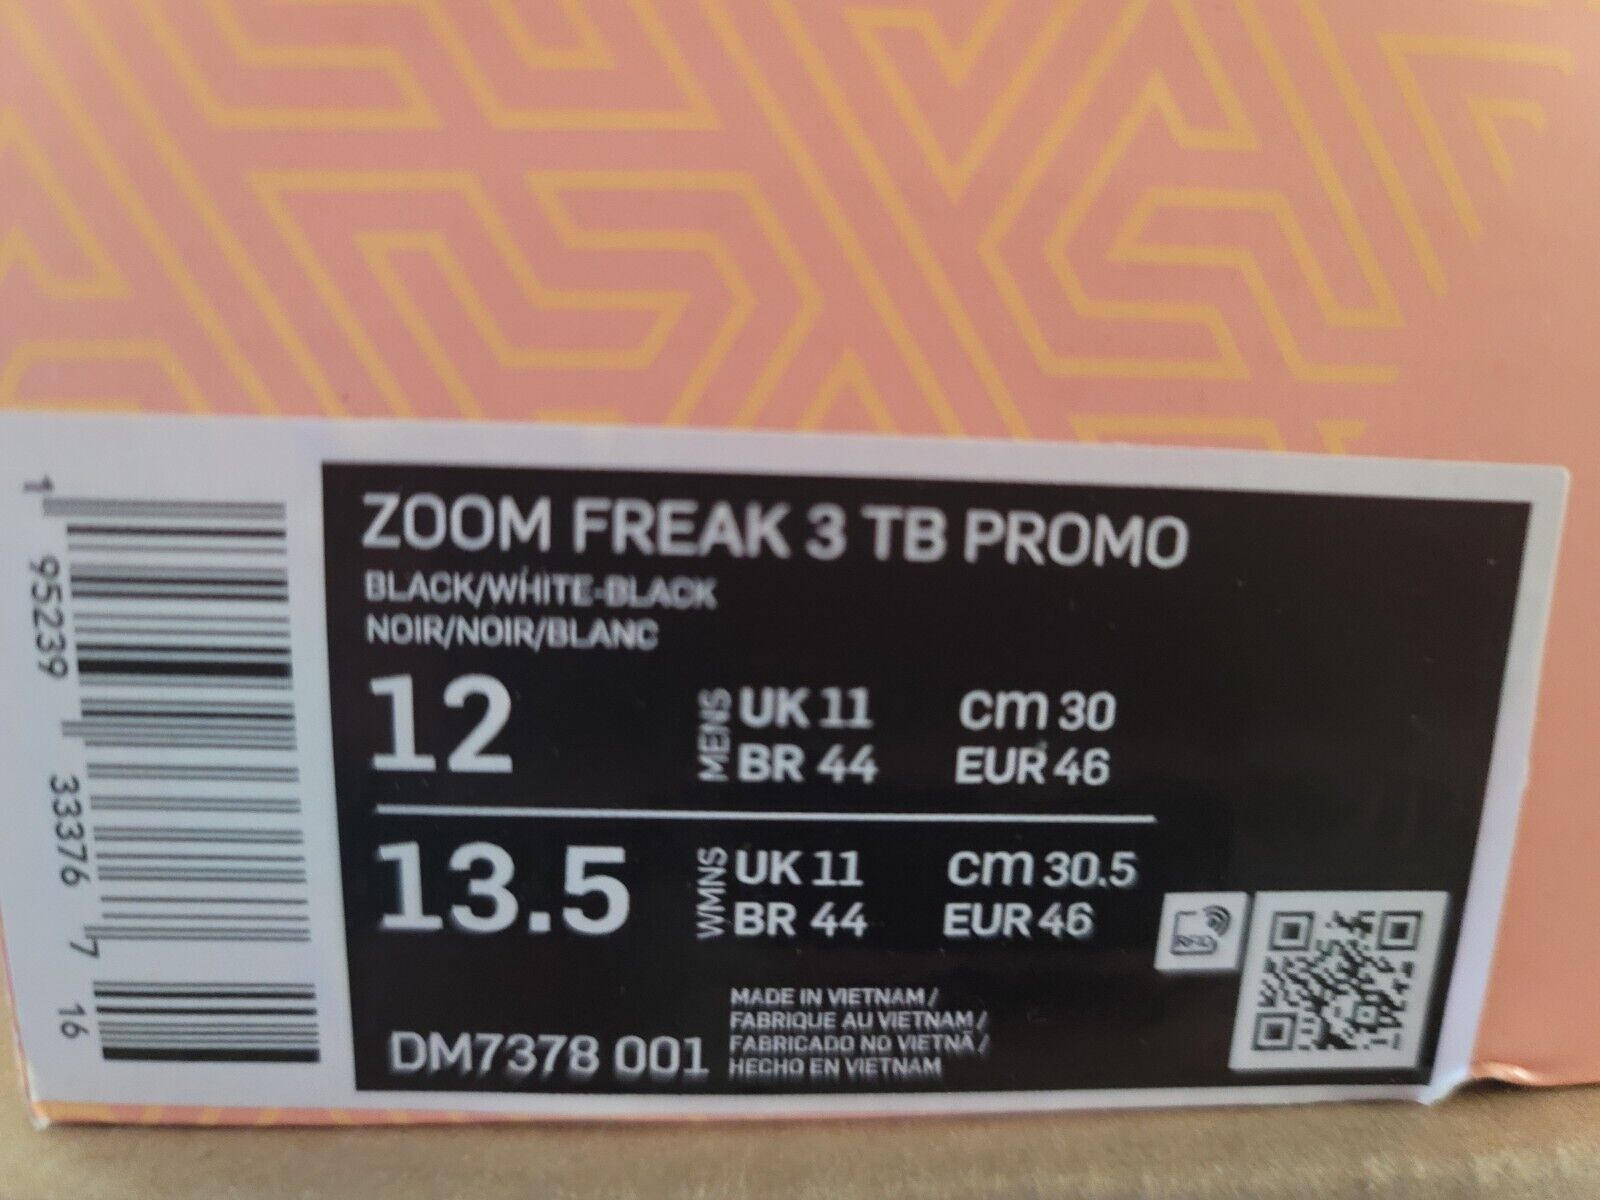 ZOOM FREAK 3 TB PROMO
BLACK/WHITE-BLACK
NOIR/NOIR/BLANC
12 MENS UK 11 cm 30
BR 44 EUR 46
13.5 WMNS UK 11 cm 30.5
BR 44 EUR 46
RFID
DM7378 001
MADE IN VIETNAM /
FABRIQUE AU VIETNAM /
FABRICADO NO VIETNÃ /
HECHO EN VIETNAM
1 95239 33376 7 16